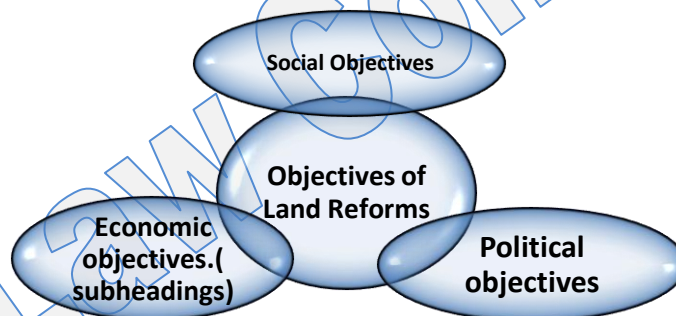 Social Objectives
Objectives of
Land Reforms
Economic
objectives.(
subheadings)
Political
objectives